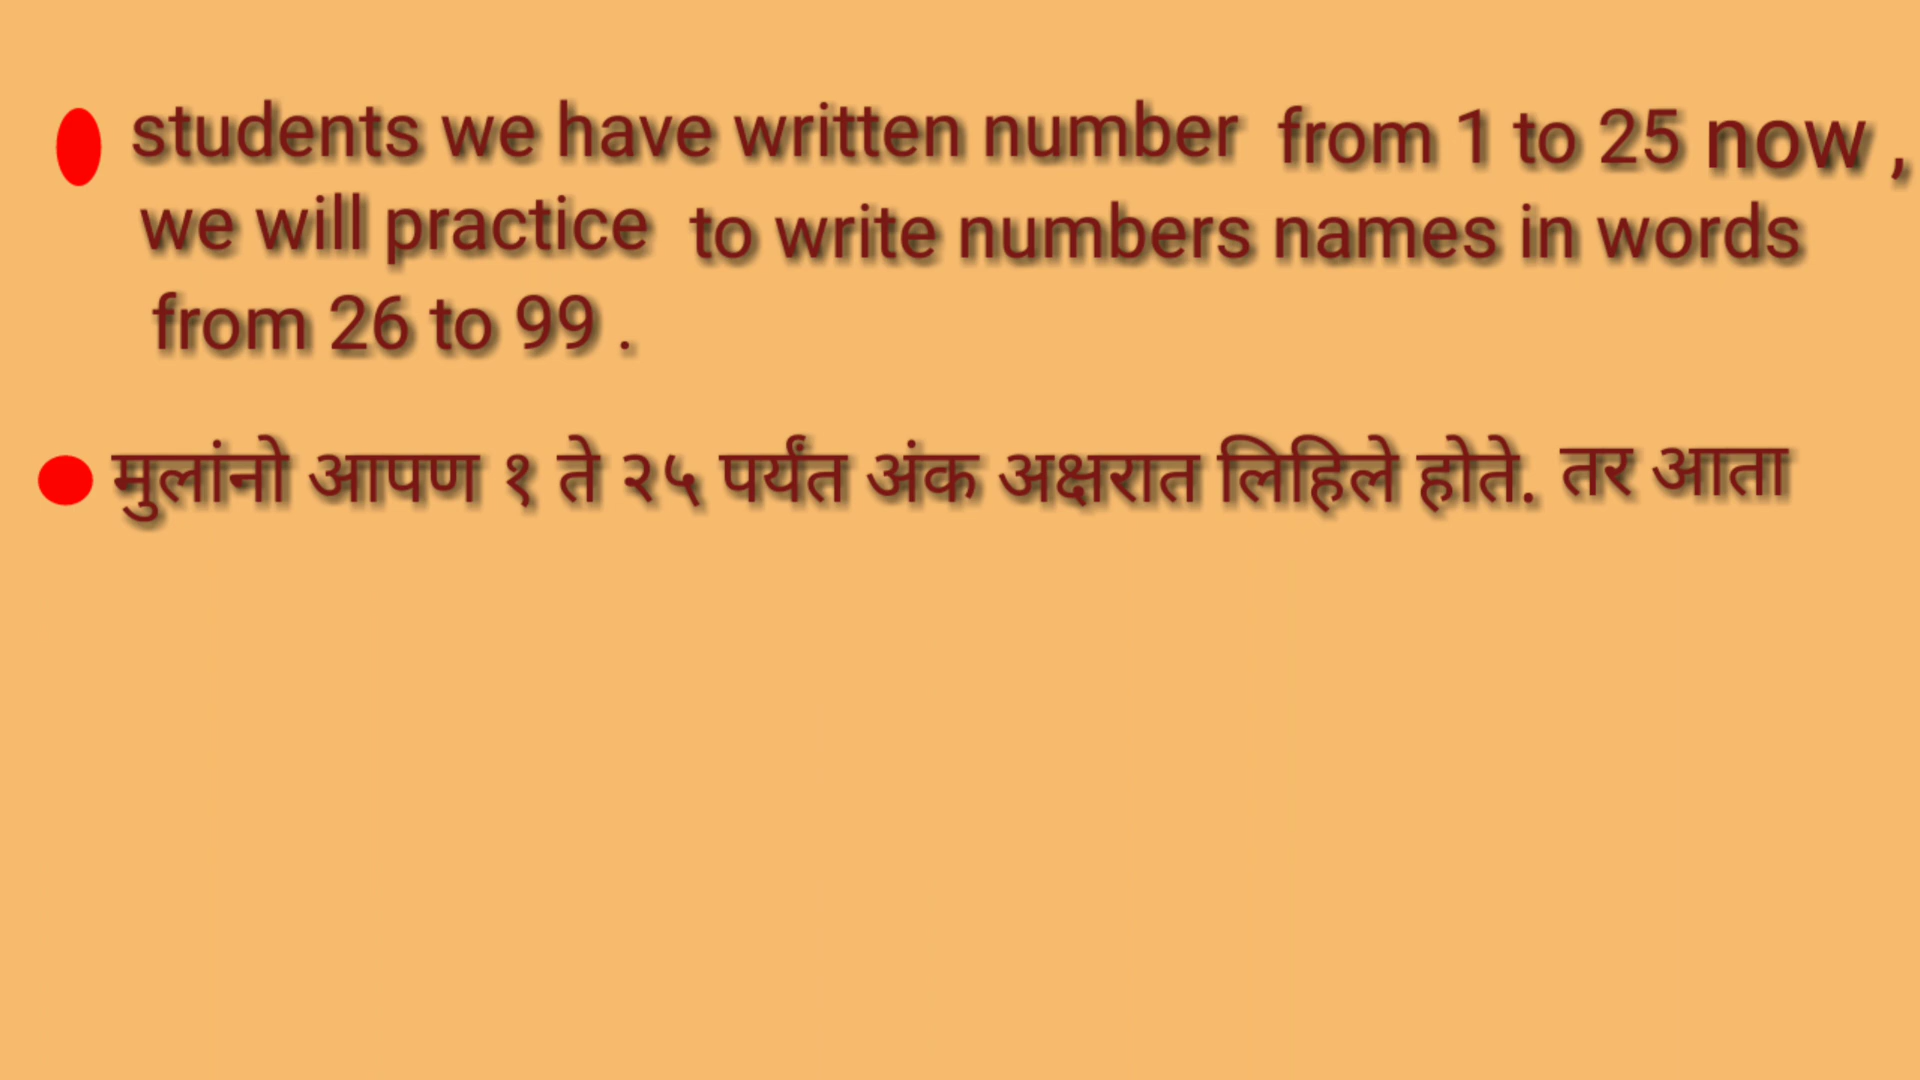 students we have written number from 1 to 25 now ,
we will practice to write numbers names in words
from 26 to 99 .
मुलांनो आपण १ ते २५ पर्यंत अंक अक्षरात लिहिले होते. तर आता